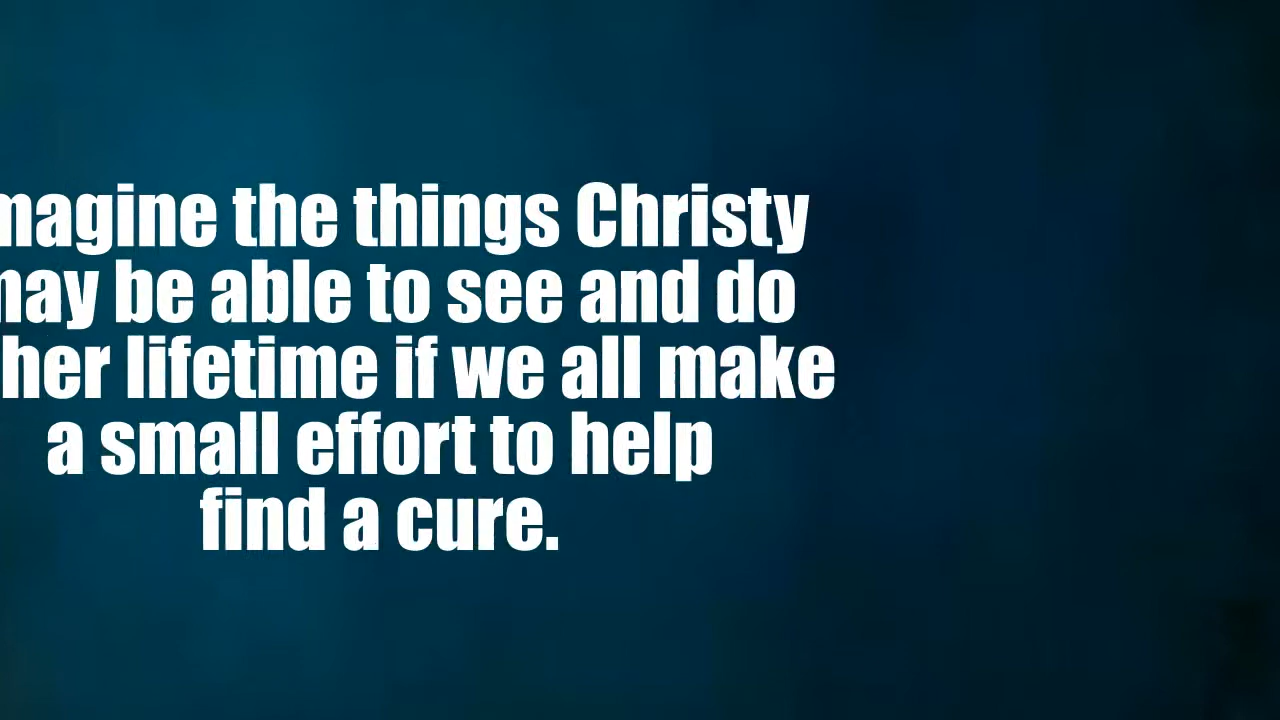 magine the things Christy
may be able to see and do
her lifetime if we all make
a small effort to help
find a cure.